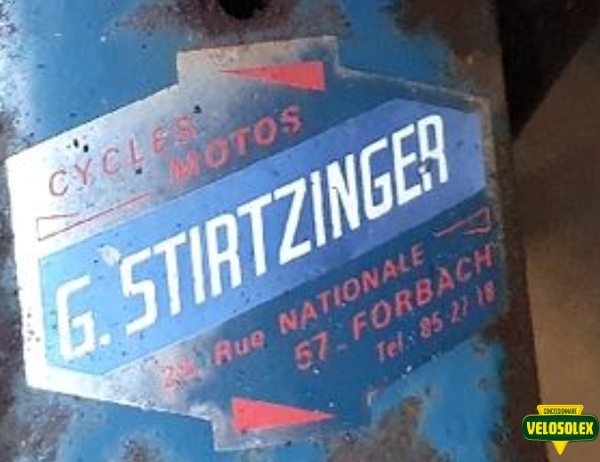 CYCLES
MOTOS
G. STIRTZINGER
Rue NATIONALE
57 - FORBACH
Tel. 85 27 18
CONCESSIONNAIRE
VELOSOLEX